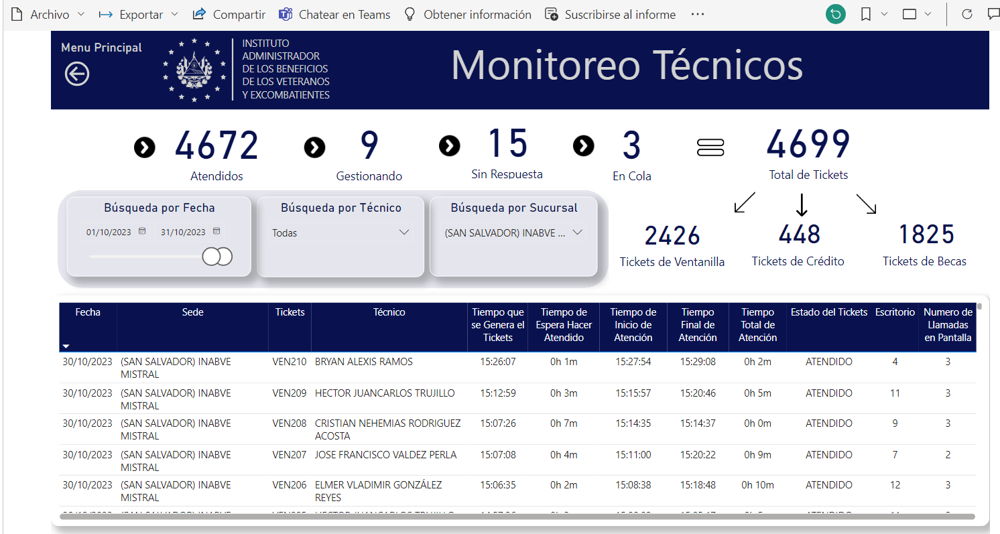 Archivo Exportar Compartir Chatear en Teams Obtener información Suscribirse al informe ...
Menu Principal
INSTITUTO
ADMINISTRADOR
DE LOS BENEFICIOS
DE LOS VETERANOS
Y EXCOMBATIENTES
Monitoreo Técnicos
4672 9 15 3 4699
Atendidos Gestionando Sin Respuesta En Cola Total de Tickets
Búsqueda por Fecha Búsqueda por Técnico Búsqueda por Sucursal
01/10/2023 31/10/2023 Todas (SAN SALVADOR) INABVE ...
2426 448 1825
Tickets de Ventanilla Tickets de Crédito Tickets de Becas
Fecha Sede Tickets Técnico Tiempo que Tiempo de Tiempo de Tiempo Tiempo Estado del Tickets Escritorio Numero de
se Genera el Espera Hacer Inicio de Final de Total de Llamadas
Tickets Atendido Atención Atención Atención en Pantalla
30/10/2023 (SAN SALVADOR) INABVE VEN210 BRYAN ALEXIS RAMOS 15:26:07 0h 1m 15:27:54 15:29:08 0h 2m ATENDIDO 4 3
MISTRAL
30/10/2023 (SAN SALVADOR) INABVE VEN209 HECTOR JUANCARLOS TRUJILLO 15:12:59 0h 3m 15:15:57 15:20:46 0h 5m ATENDIDO 11 3
MISTRAL
30/10/2023 (SAN SALVADOR) INABVE VEN208 CRISTIAN NEHEMIAS RODRIGUEZ 15:07:26 0h 7m 15:14:35 15:14:37 0h 0m ATENDIDO 9 3
MISTRAL ACOSTA
30/10/2023 (SAN SALVADOR) INABVE VEN207 JOSE FRANCISCO VALDEZ PERLA 15:07:08 0h 4m 15:11:00 15:20:22 0h 9m ATENDIDO 7 2
MISTRAL
30/10/2023 (SAN SALVADOR) INABVE VEN206 ELMER VLADIMIR GONZÁLEZ 15:06:35 0h 2m 15:08:38 15:18:48 0h 10m ATENDIDO 12 3
MISTRAL REYES